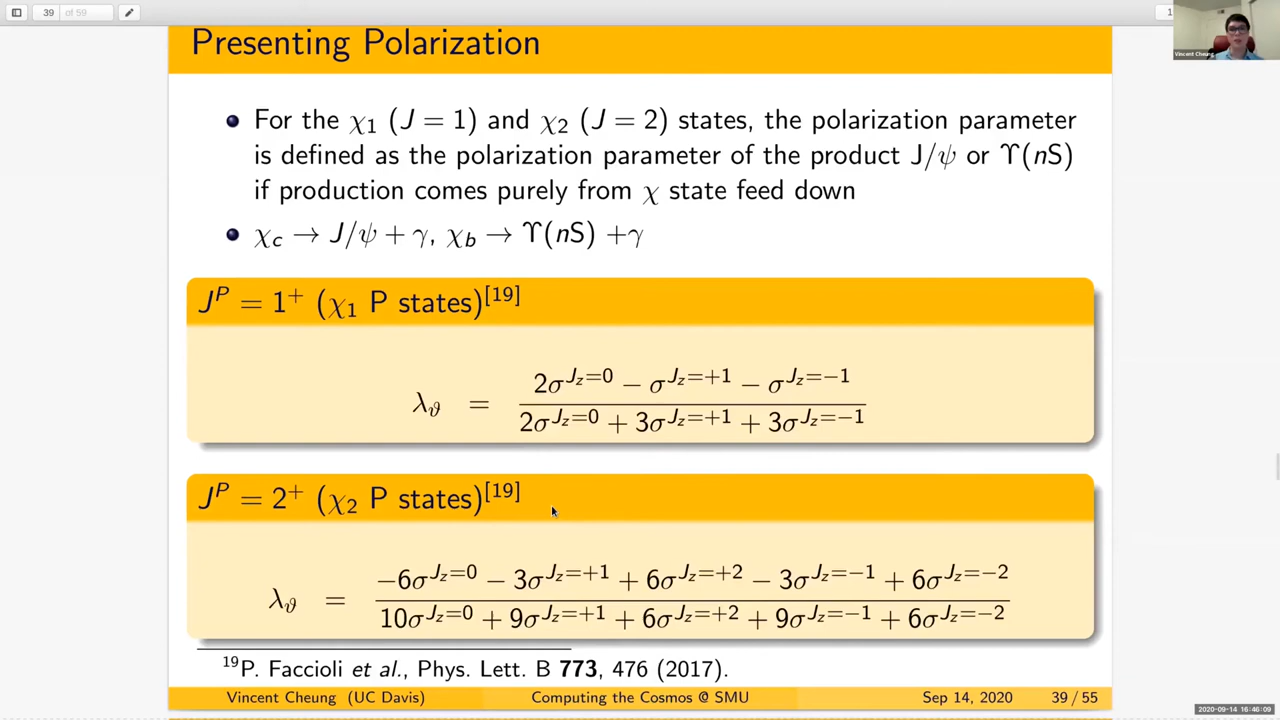 39 of 59
1
Vincent Cheung
Presenting Polarization
For the χ₁ (J = 1) and χ₂ (J = 2) states, the polarization parameter
is defined as the polarization parameter of the product J/ψ or ϒ(nS)
if production comes purely from χ state feed down
χ_c → J/ψ + γ, χ_b → ϒ(nS) +γ
J^P = 1⁺ (χ₁ P states)^[19]
λ_ϑ = (2σ^{J_z=0} − σ^{J_z=+1} − σ^{J_z=−1}) / (2σ^{J_z=0} + 3σ^{J_z=+1} + 3σ^{J_z=−1})
J^P = 2⁺ (χ₂ P states)^[19]
λ_ϑ = (−6σ^{J_z=0} − 3σ^{J_z=+1} + 6σ^{J_z=+2} − 3σ^{J_z=−1} + 6σ^{J_z=−2}) / (10σ^{J_z=0} + 9σ^{J_z=+1} + 6σ^{J_z=+2} + 9σ^{J_z=−1} + 6σ^{J_z=−2})
¹⁹P. Faccioli et al., Phys. Lett. B 773, 476 (2017).
Vincent Cheung (UC Davis) Computing the Cosmos @ SMU Sep 14, 2020 39 / 55
2020-09-14 16:46:09